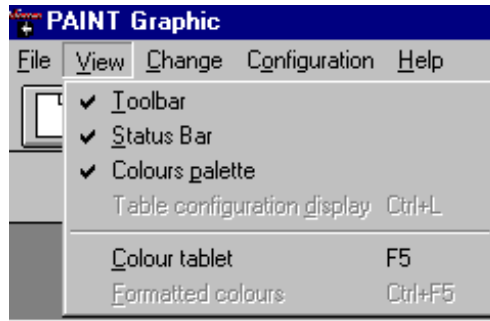 PAINT Graphic
File View Change Configuration Help
Toolbar
Status Bar
Colours palette
Table configuration display Ctrl+L
Colour tablet F5
Formatted colours Ctrl+F5